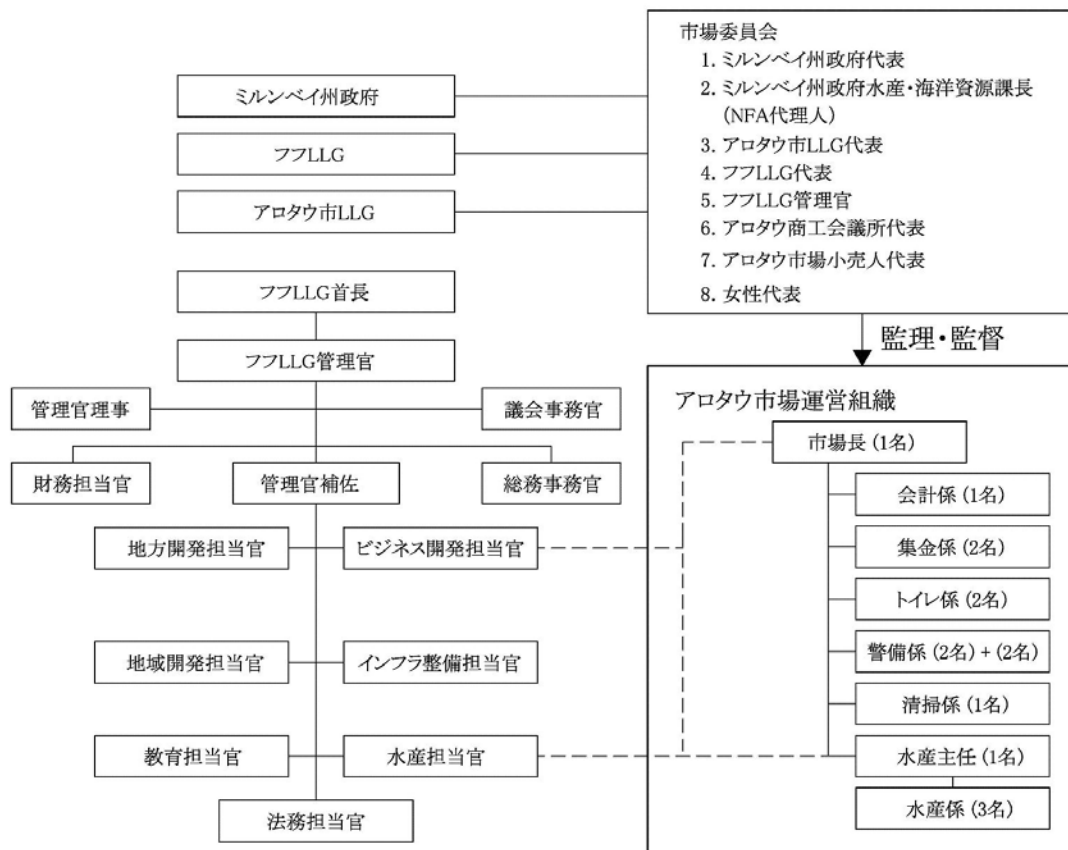 市場委員会
1. ミルンベイ州政府代表
2. ミルンベイ州政府水産・海洋資源課長
(NFA代理人)
3. アロタウ市LLG代表
4. フフLLG代表
5. フフLLG管理官
6. アロタウ商工会議所代表
7. アロタウ市場小売人代表
8. 女性代表
ミルンベイ州政府
フフLLG
アロタウ市LLG
フフLLG首長
フフLLG管理官
管理官理事
議会事務官
財務担当官
管理官補佐
総務事務官
地方開発担当官
ビジネス開発担当官
地域開発担当官
インフラ整備担当官
教育担当官
水産担当官
法務担当官
監理・監督
アロタウ市場運営組織
市場長 (1名)
会計係 (1名)
集金係 (2名)
トイレ係 (2名)
警備係 (2名) + (2名)
清掃係 (1名)
水産主任 (1名)
水産係 (3名)